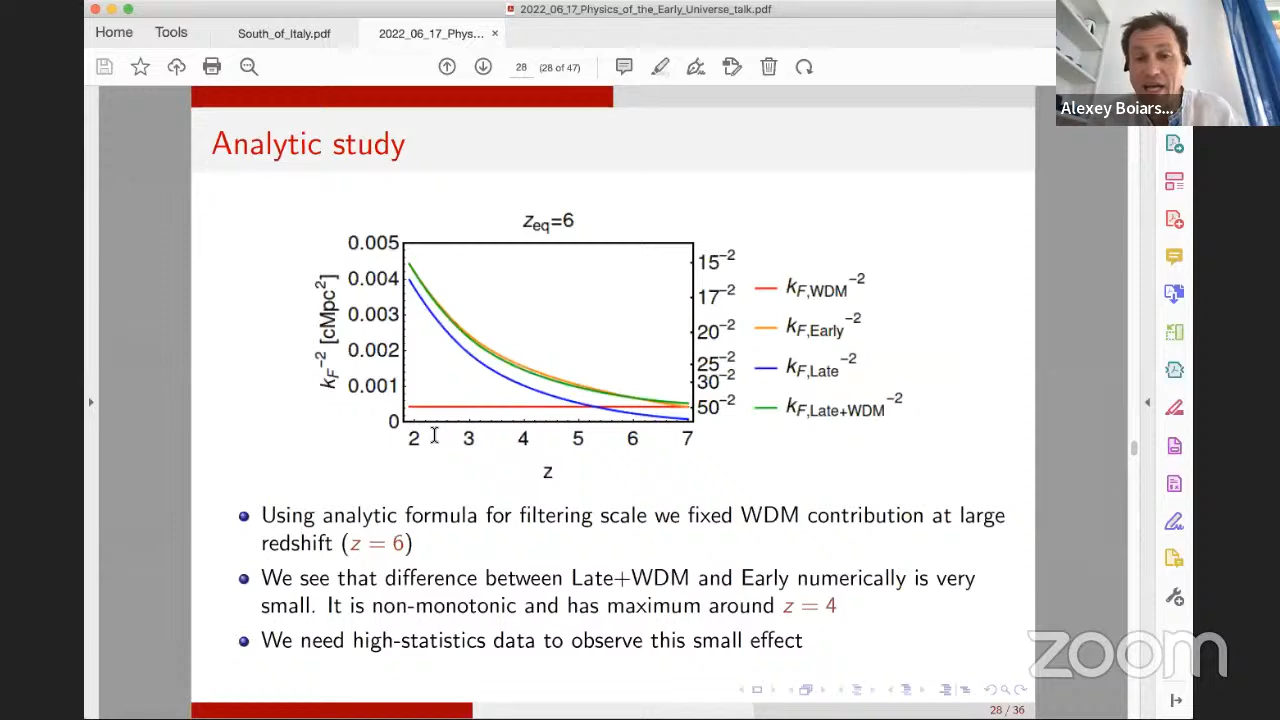 2022_06_17_Physics_of_the_Early_Universe_talk.pdf
Home Tools South_of_Italy.pdf 2022_06_17_Phys... ×
28 (28 of 47)
Alexey Boiars...
Analytic study
z_eq=6
k_F^-2 [cMpc^2]
0.005
0.004
0.003
0.002
0.001
0
15^-2
17^-2
20^-2
25^-2
30^-2
50^-2
2 3 4 5 6 7
z
k_F,WDM^-2
k_F,Early^-2
k_F,Late^-2
k_F,Late+WDM^-2
Using analytic formula for filtering scale we fixed WDM contribution at large
redshift (z = 6)
We see that difference between Late+WDM and Early numerically is very
small. It is non-monotonic and has maximum around z = 4
We need high-statistics data to observe this small effect
zoom
28 / 36